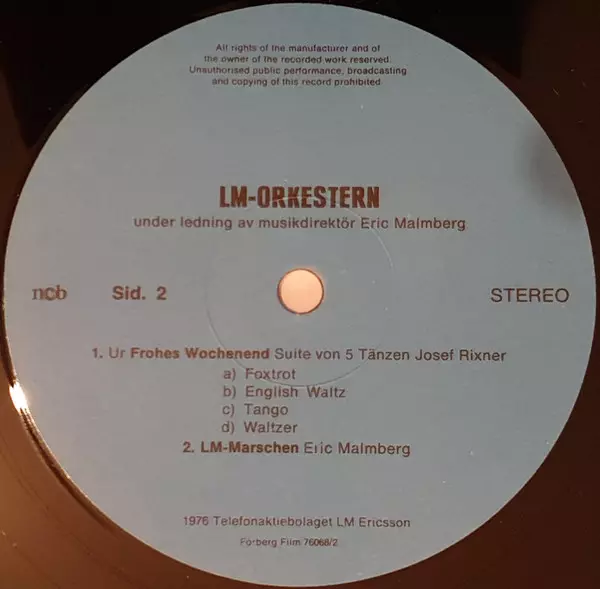 All rights of the manufacturer and of
the owner of the recorded work reserved.
Unauthorised public performance, broadcasting
and copying of this record prohibited.
LM-ORKESTERN
under ledning av musikdirektör Eric Malmberg
ncb Sid. 2 STEREO
1. Ur Frohes Wochenend Suite von 5 Tänzen Josef Rixner
a) Foxtrot
b) English Waltz
c) Tango
d) Waltzer
2. LM-Marschen Eric Malmberg
1976 Telefonaktiebolaget LM Ericsson
Forberg Film 76068/2